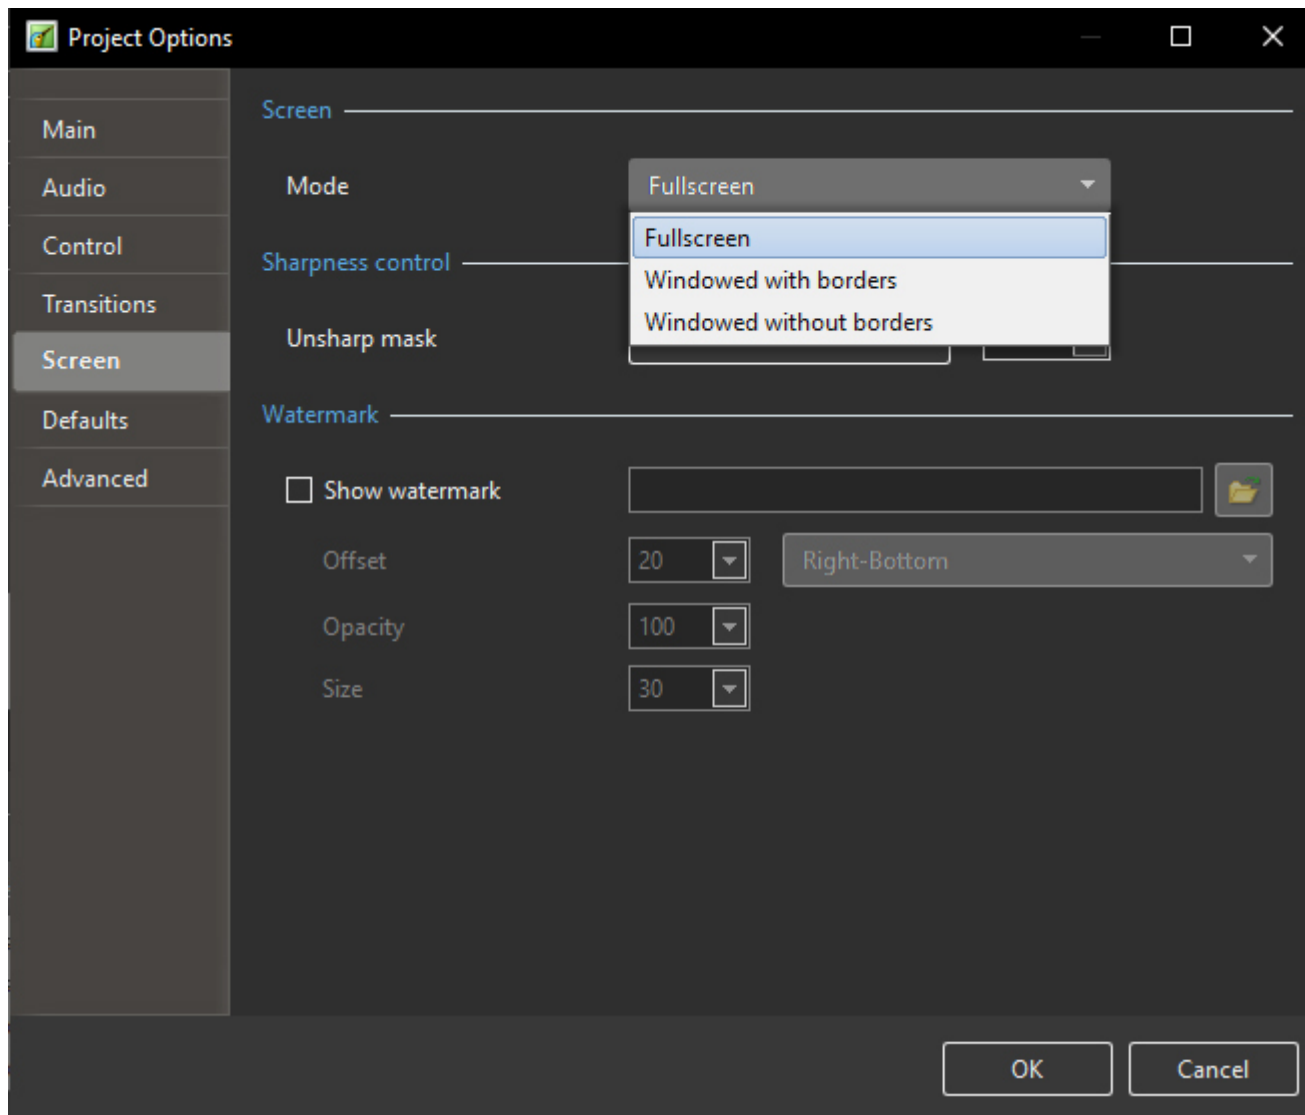 Project Options
Main
Audio
Control
Transitions
Screen
Defaults
Advanced
Screen
Mode
Fullscreen
Fullscreen
Windowed with borders
Windowed without borders
Sharpness control
Unsharp mask
Watermark
Show watermark
Offset
20
Right-Bottom
Opacity
100
Size
30
OK
Cancel